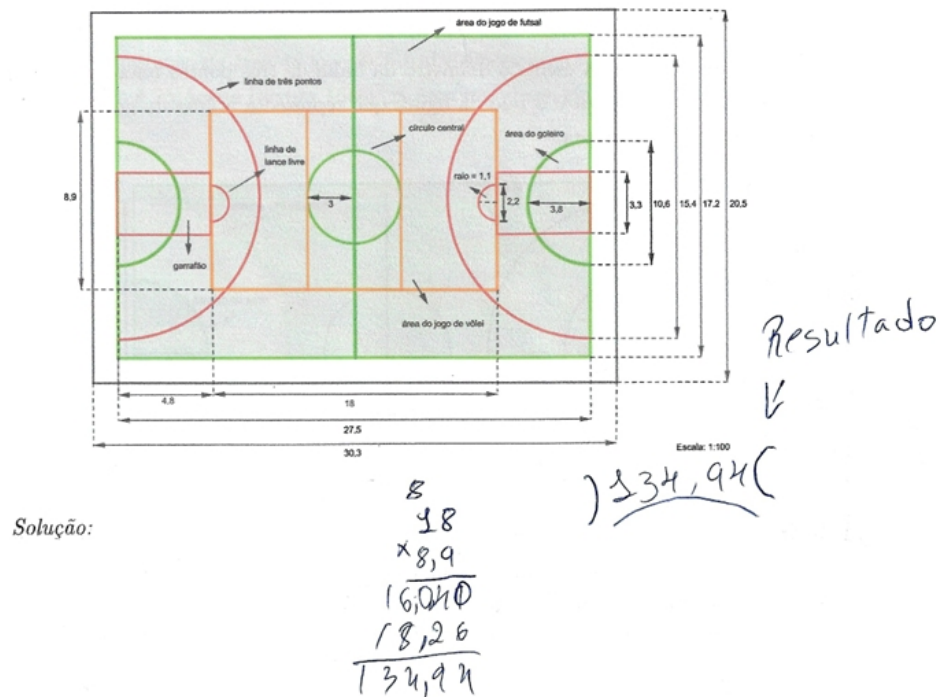 área do jogo de futsal
linha de três pontos
círculo central
área do goleiro
linha de
lance livre
raio = 1,1
8,9
3
2,2
3,8
3,3
10,6
15,4
17,2
20,5
garrafão
área do jogo de vôlei
Resultado
4,8
18
27,5
30,3
Escala: 1:100
)134,94(
Solução:
8
18
x 8,9
16,040
18,26
134,94